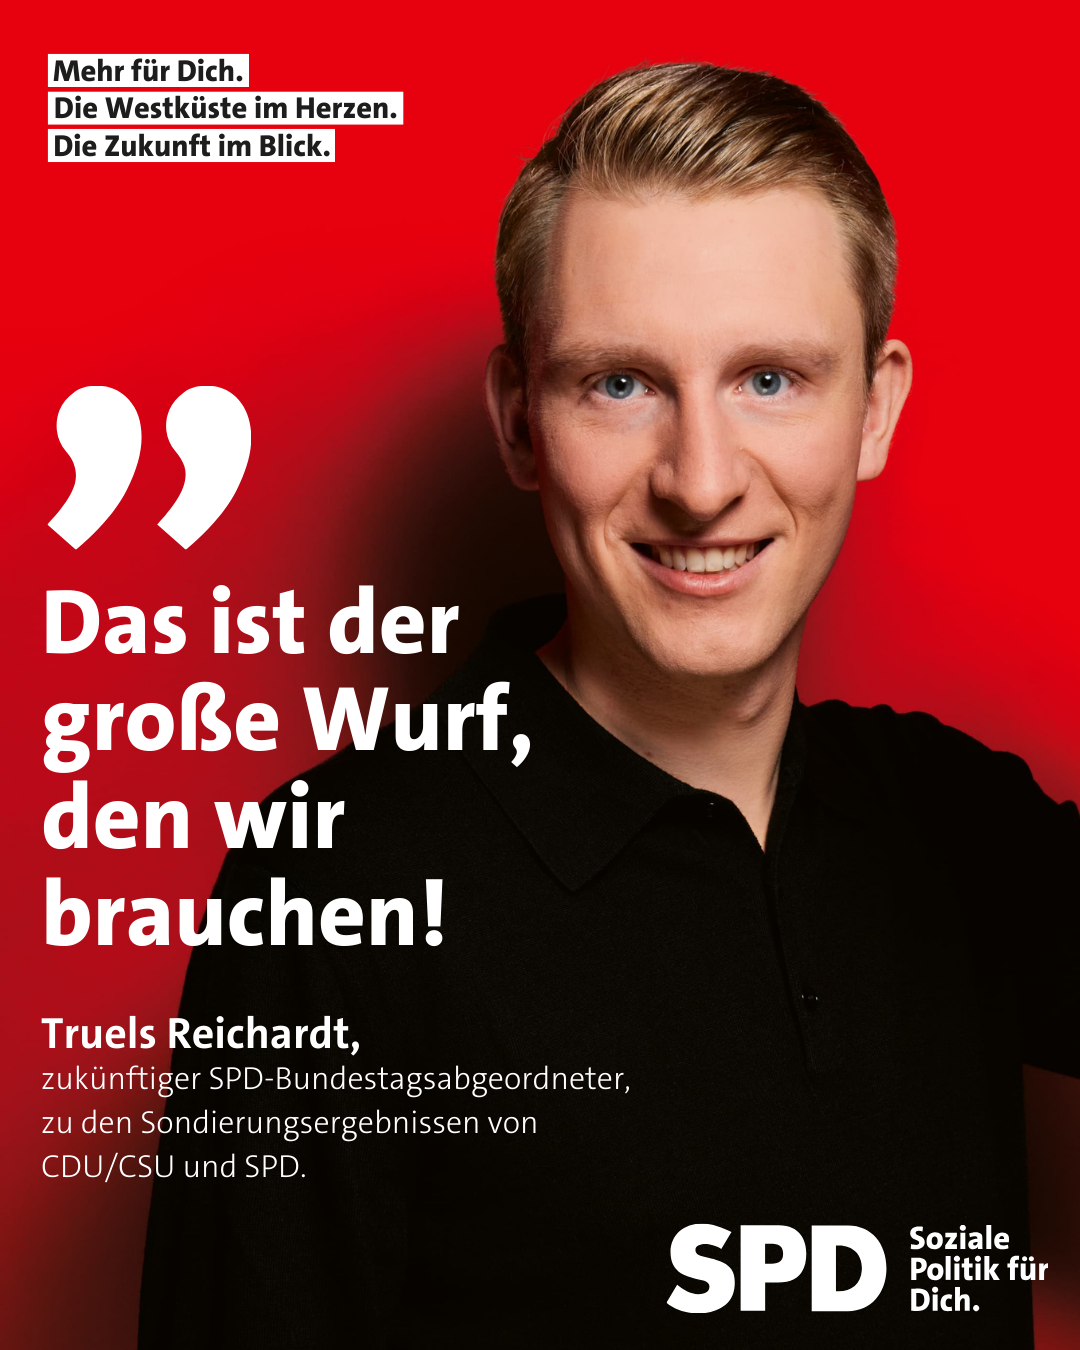 Mehr für Dich.
Die Westküste im Herzen.
Die Zukunft im Blick.
”
Das ist der
große Wurf,
den wir
brauchen!
Truels Reichardt,
zukünftiger SPD-Bundestagsabgeordneter,
zu den Sondierungsergebnissen von
CDU/CSU und SPD.
SPD
Soziale
Politik für
Dich.